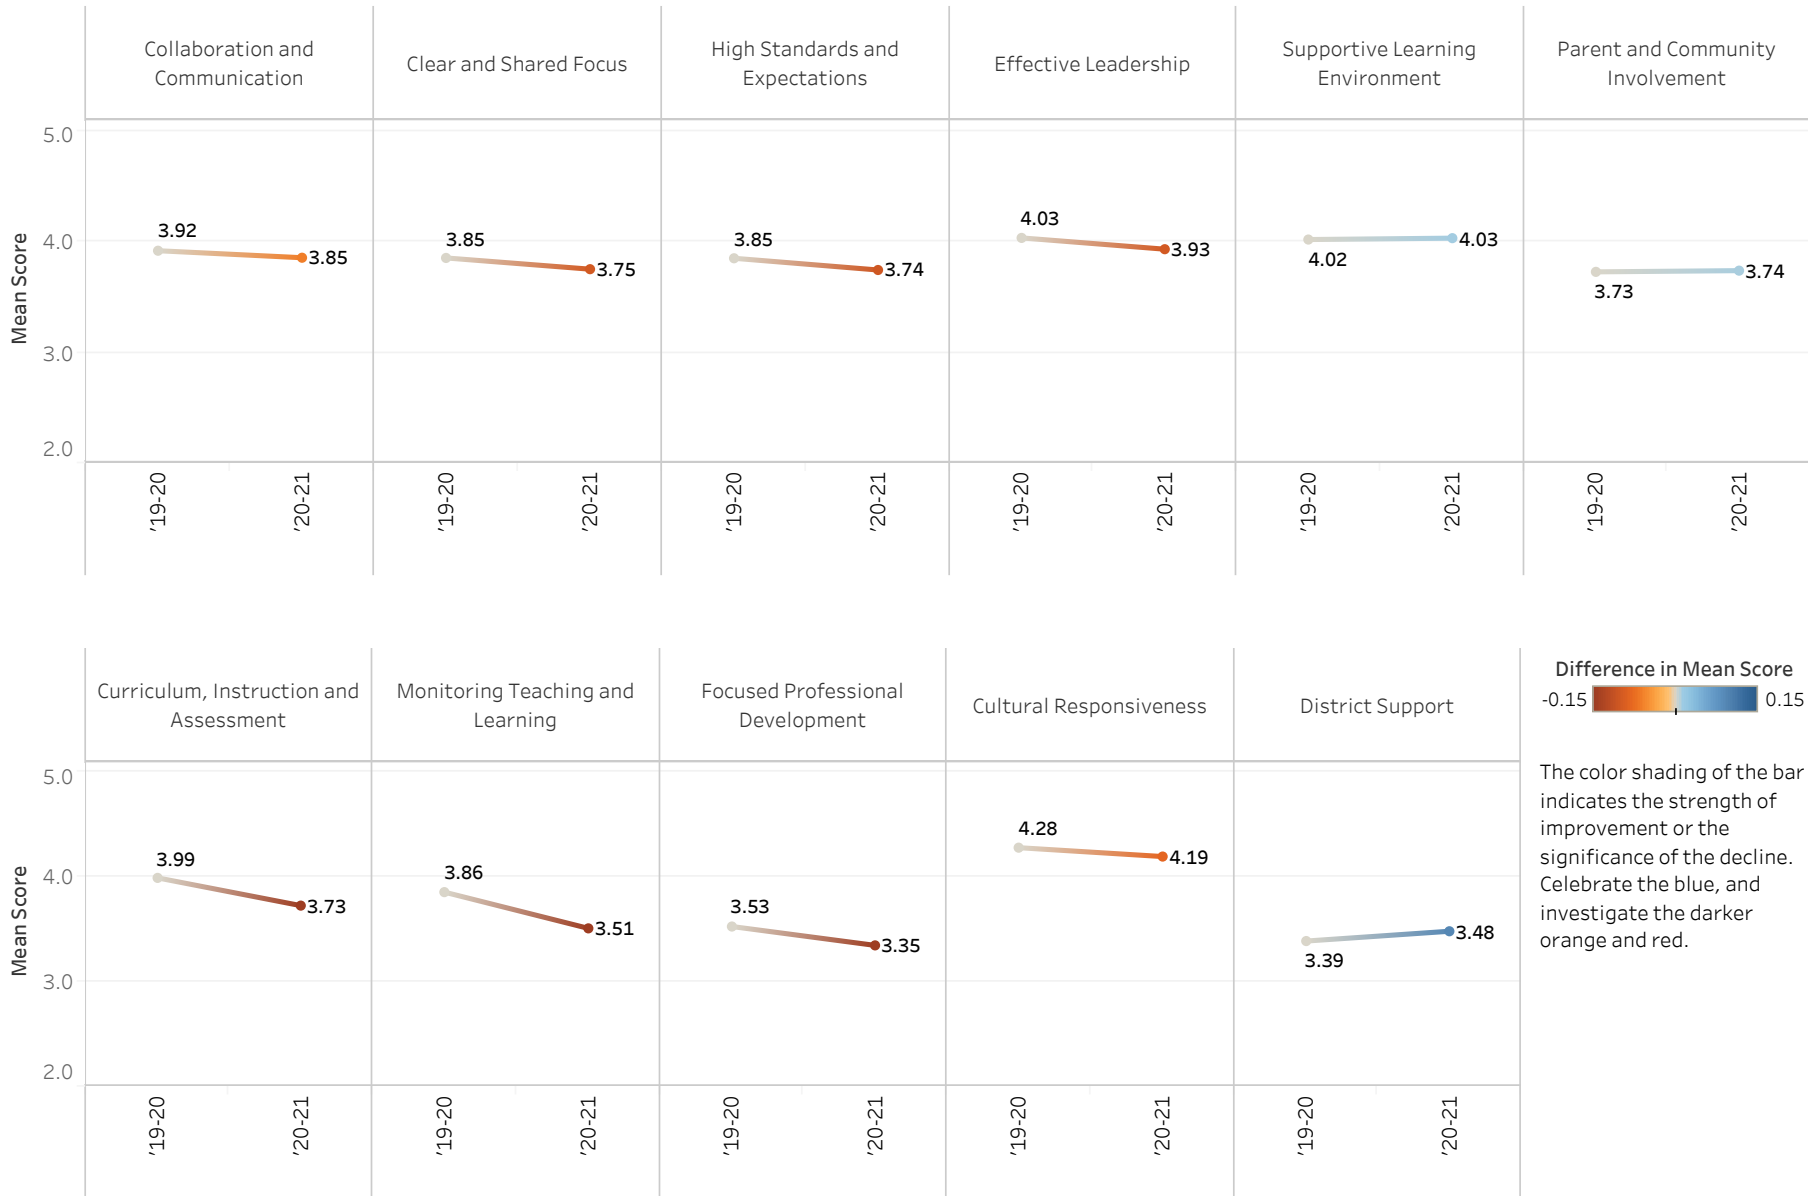 Collaboration and
Communication
Clear and Shared Focus
High Standards and
Expectations
Effective Leadership
Supportive Learning
Environment
Parent and Community
Involvement
Mean Score
5.0
4.0
3.0
2.0
3.92
3.85
3.85
3.75
3.85
3.74
4.03
3.93
4.02
4.03
3.73
3.74
'19-20
'20-21
'19-20
'20-21
'19-20
'20-21
'19-20
'20-21
'19-20
'20-21
'19-20
'20-21
Curriculum, Instruction and
Assessment
Monitoring Teaching and
Learning
Focused Professional
Development
Cultural Responsiveness
District Support
Mean Score
5.0
4.0
3.0
2.0
3.99
3.73
3.86
3.51
3.53
3.35
4.28
4.19
3.39
3.48
'19-20
'20-21
'19-20
'20-21
'19-20
'20-21
'19-20
'20-21
'19-20
'20-21
Difference in Mean Score
-0.15 0.15
The color shading of the bar
indicates the strength of
improvement or the
significance of the decline.
Celebrate the blue, and
investigate the darker
orange and red.